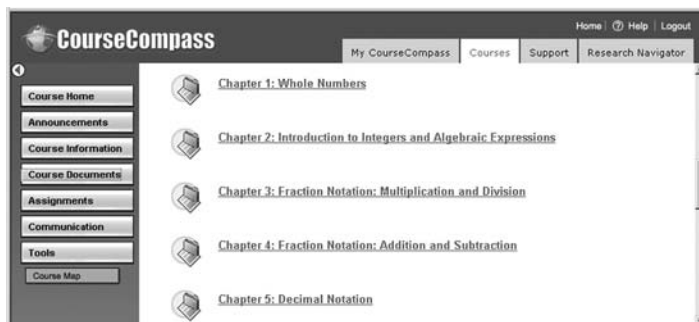 Home | Help | Logout
CourseCompass
My CourseCompass Courses Support Research Navigator
Course Home
Announcements
Course Information
Course Documents
Assignments
Communication
Tools
Course Map
Chapter 1: Whole Numbers
Chapter 2: Introduction to Integers and Algebraic Expressions
Chapter 3: Fraction Notation: Multiplication and Division
Chapter 4: Fraction Notation: Addition and Subtraction
Chapter 5: Decimal Notation